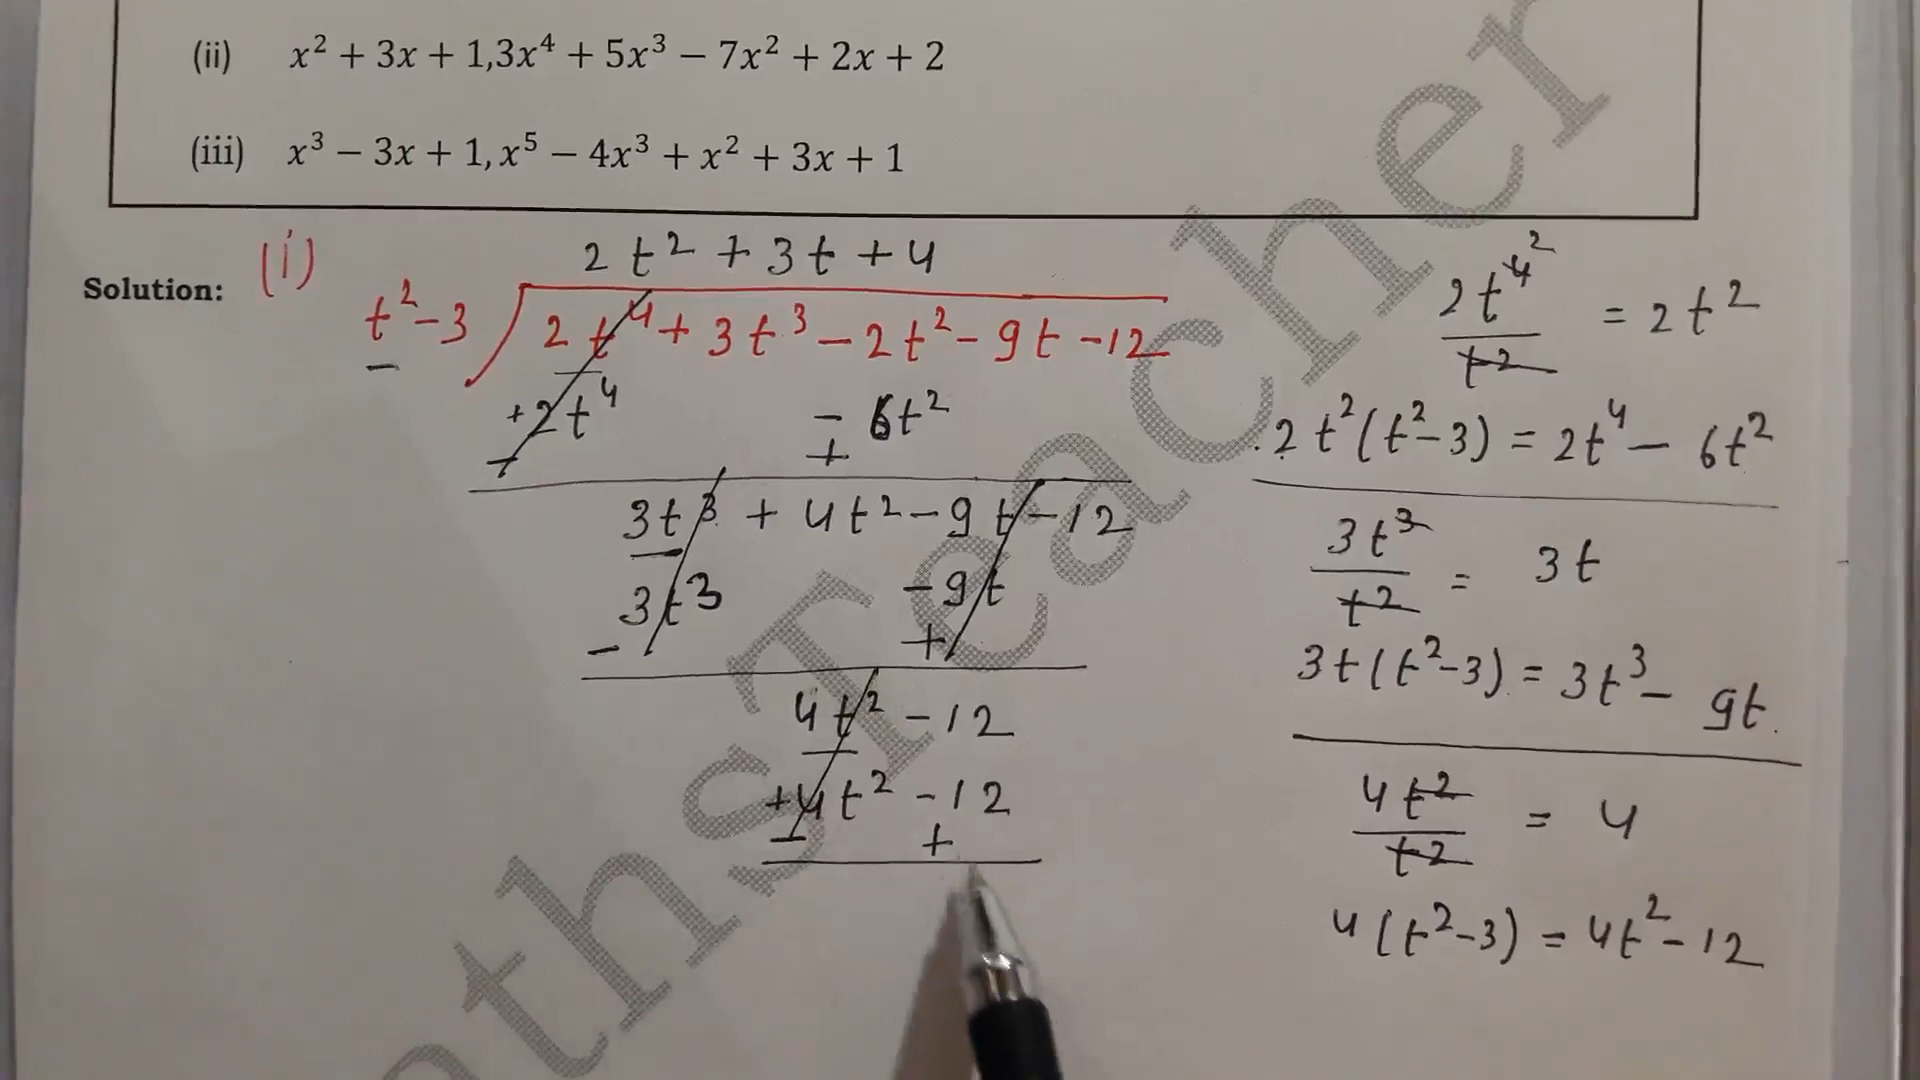 (ii) x² + 3x + 1,3x⁴ + 5x³ − 7x² + 2x + 2
(iii) x³ − 3x + 1, x⁵ − 4x³ + x² + 3x + 1
Solution: (i)
2t² + 3t + 4
t² - 3 2t⁴ + 3t³ - 2t² - 9t - 12
+2t⁴ - 6t²
- +
3t³ + 4t² - 9t - 12
3t³ - 9t
- +
4t² - 12
+4t² - 12
- +
2t⁴ 2
t² = 2t²
2t²(t²-3) = 2t⁴ - 6t²
3t³
t² = 3t
3t(t²-3) = 3t³ - 9t.
4t²
t² = 4
4(t²-3) = 4t² - 12
aths Teacher